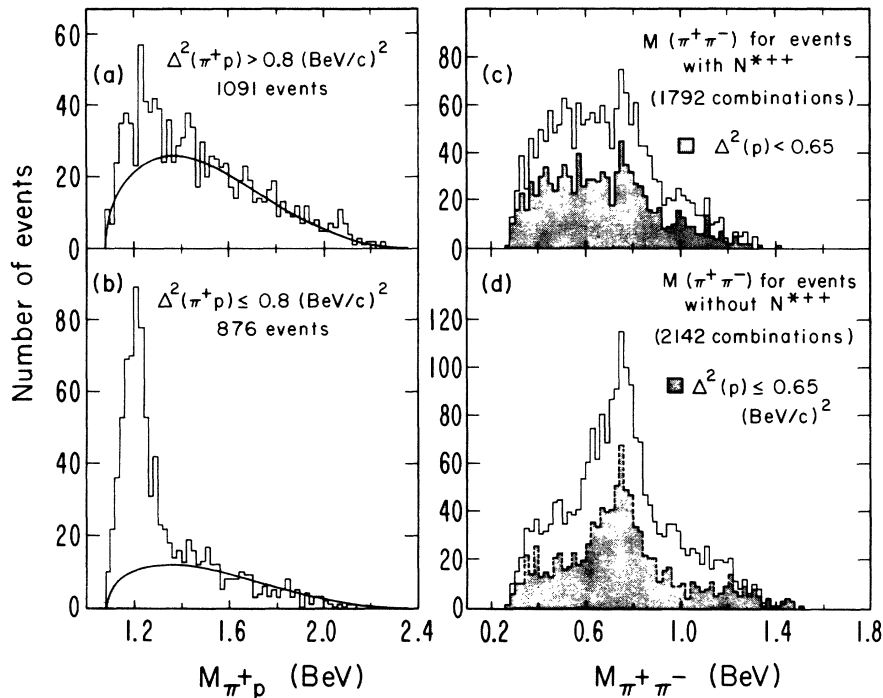 Number of events
(a)
Δ²(π⁺p) > 0.8 (BeV/c)²
1091 events
60
40
20
0
(b)
Δ²(π⁺p) ≤ 0.8 (BeV/c)²
876 events
80
60
40
20
0
1.2 1.6 2.0 2.4
M π⁺p (BeV)
(c)
M (π⁺π⁻) for events
with N*⁺⁺
(1792 combinations)
Δ²(p) < 0.65
100
80
60
40
20
0
(d)
M (π⁺π⁻) for events
without N*⁺⁺
(2142 combinations)
Δ²(p) ≤ 0.65
(BeV/c)²
120
100
80
60
40
20
0
0.2 0.6 1.0 1.4 1.8
M π⁺π⁻ (BeV)